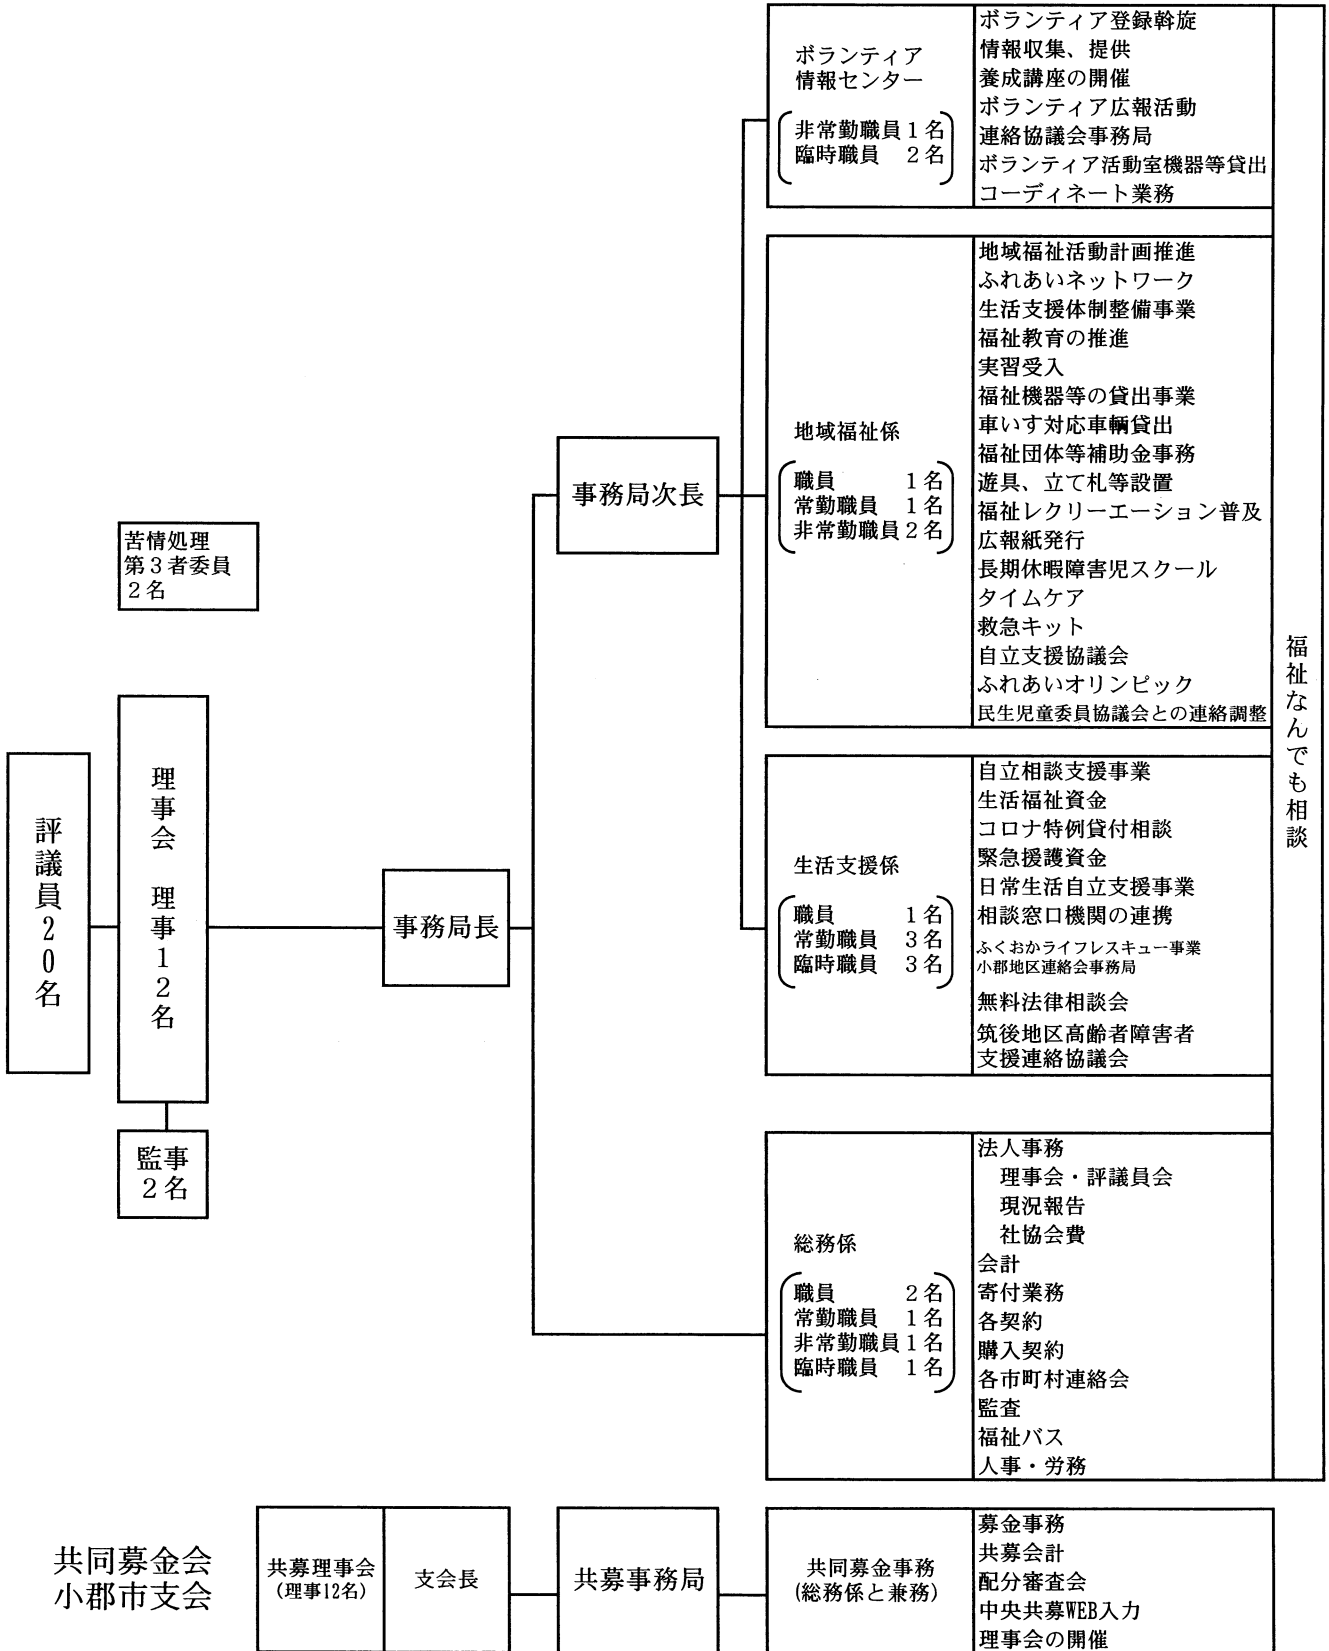 評議員20名
理事会 理事12名
監事
2名
苦情処理
第3者委員
2名
事務局長
事務局次長
ボランティア
情報センター
非常勤職員1名
臨時職員 2名
ボランティア登録斡旋
情報収集、提供
養成講座の開催
ボランティア広報活動
連絡協議会事務局
ボランティア活動室機器等貸出
コーディネート業務
地域福祉係
職員 1名
常勤職員 1名
非常勤職員2名
地域福祉活動計画推進
ふれあいネットワーク
生活支援体制整備事業
福祉教育の推進
実習受入
福祉機器等の貸出事業
車いす対応車輌貸出
福祉団体等補助金事務
遊具、立て札等設置
福祉レクリーエーション普及
広報紙発行
長期休暇障害児スクール
タイムケア
救急キット
自立支援協議会
ふれあいオリンピック
民生児童委員協議会との連絡調整
生活支援係
職員 1名
常勤職員 3名
臨時職員 3名
自立相談支援事業
生活福祉資金
コロナ特例貸付相談
緊急援護資金
日常生活自立支援事業
相談窓口機関の連携
ふくおかライフレスキュー事業
小郡地区連絡会事務局
無料法律相談会
筑後地区高齢者障害者
支援連絡協議会
総務係
職員 2名
常勤職員 1名
非常勤職員1名
臨時職員 1名
法人事務
理事会・評議員会
現況報告
社協会費
会計
寄付業務
各契約
購入契約
各市町村連絡会
監査
福祉バス
人事・労務
福祉なんでも相談
共同募金会
小郡市支会
共募理事会
(理事12名)
支会長
共募事務局
共同募金事務
(総務係と兼務)
募金事務
共募会計
配分審査会
中央共募WEB入力
理事会の開催